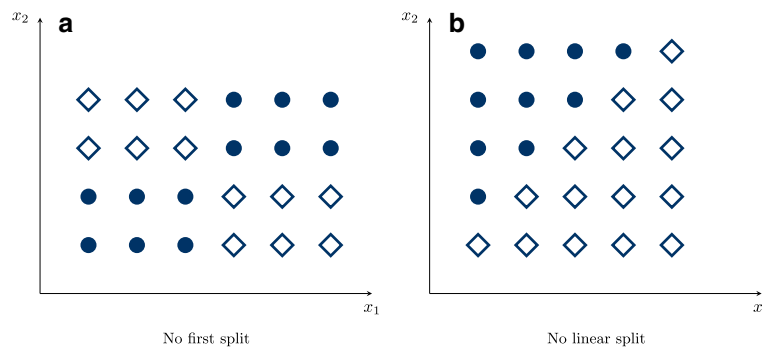 x2 a
x1
No first split
x2 b
x
No linear split